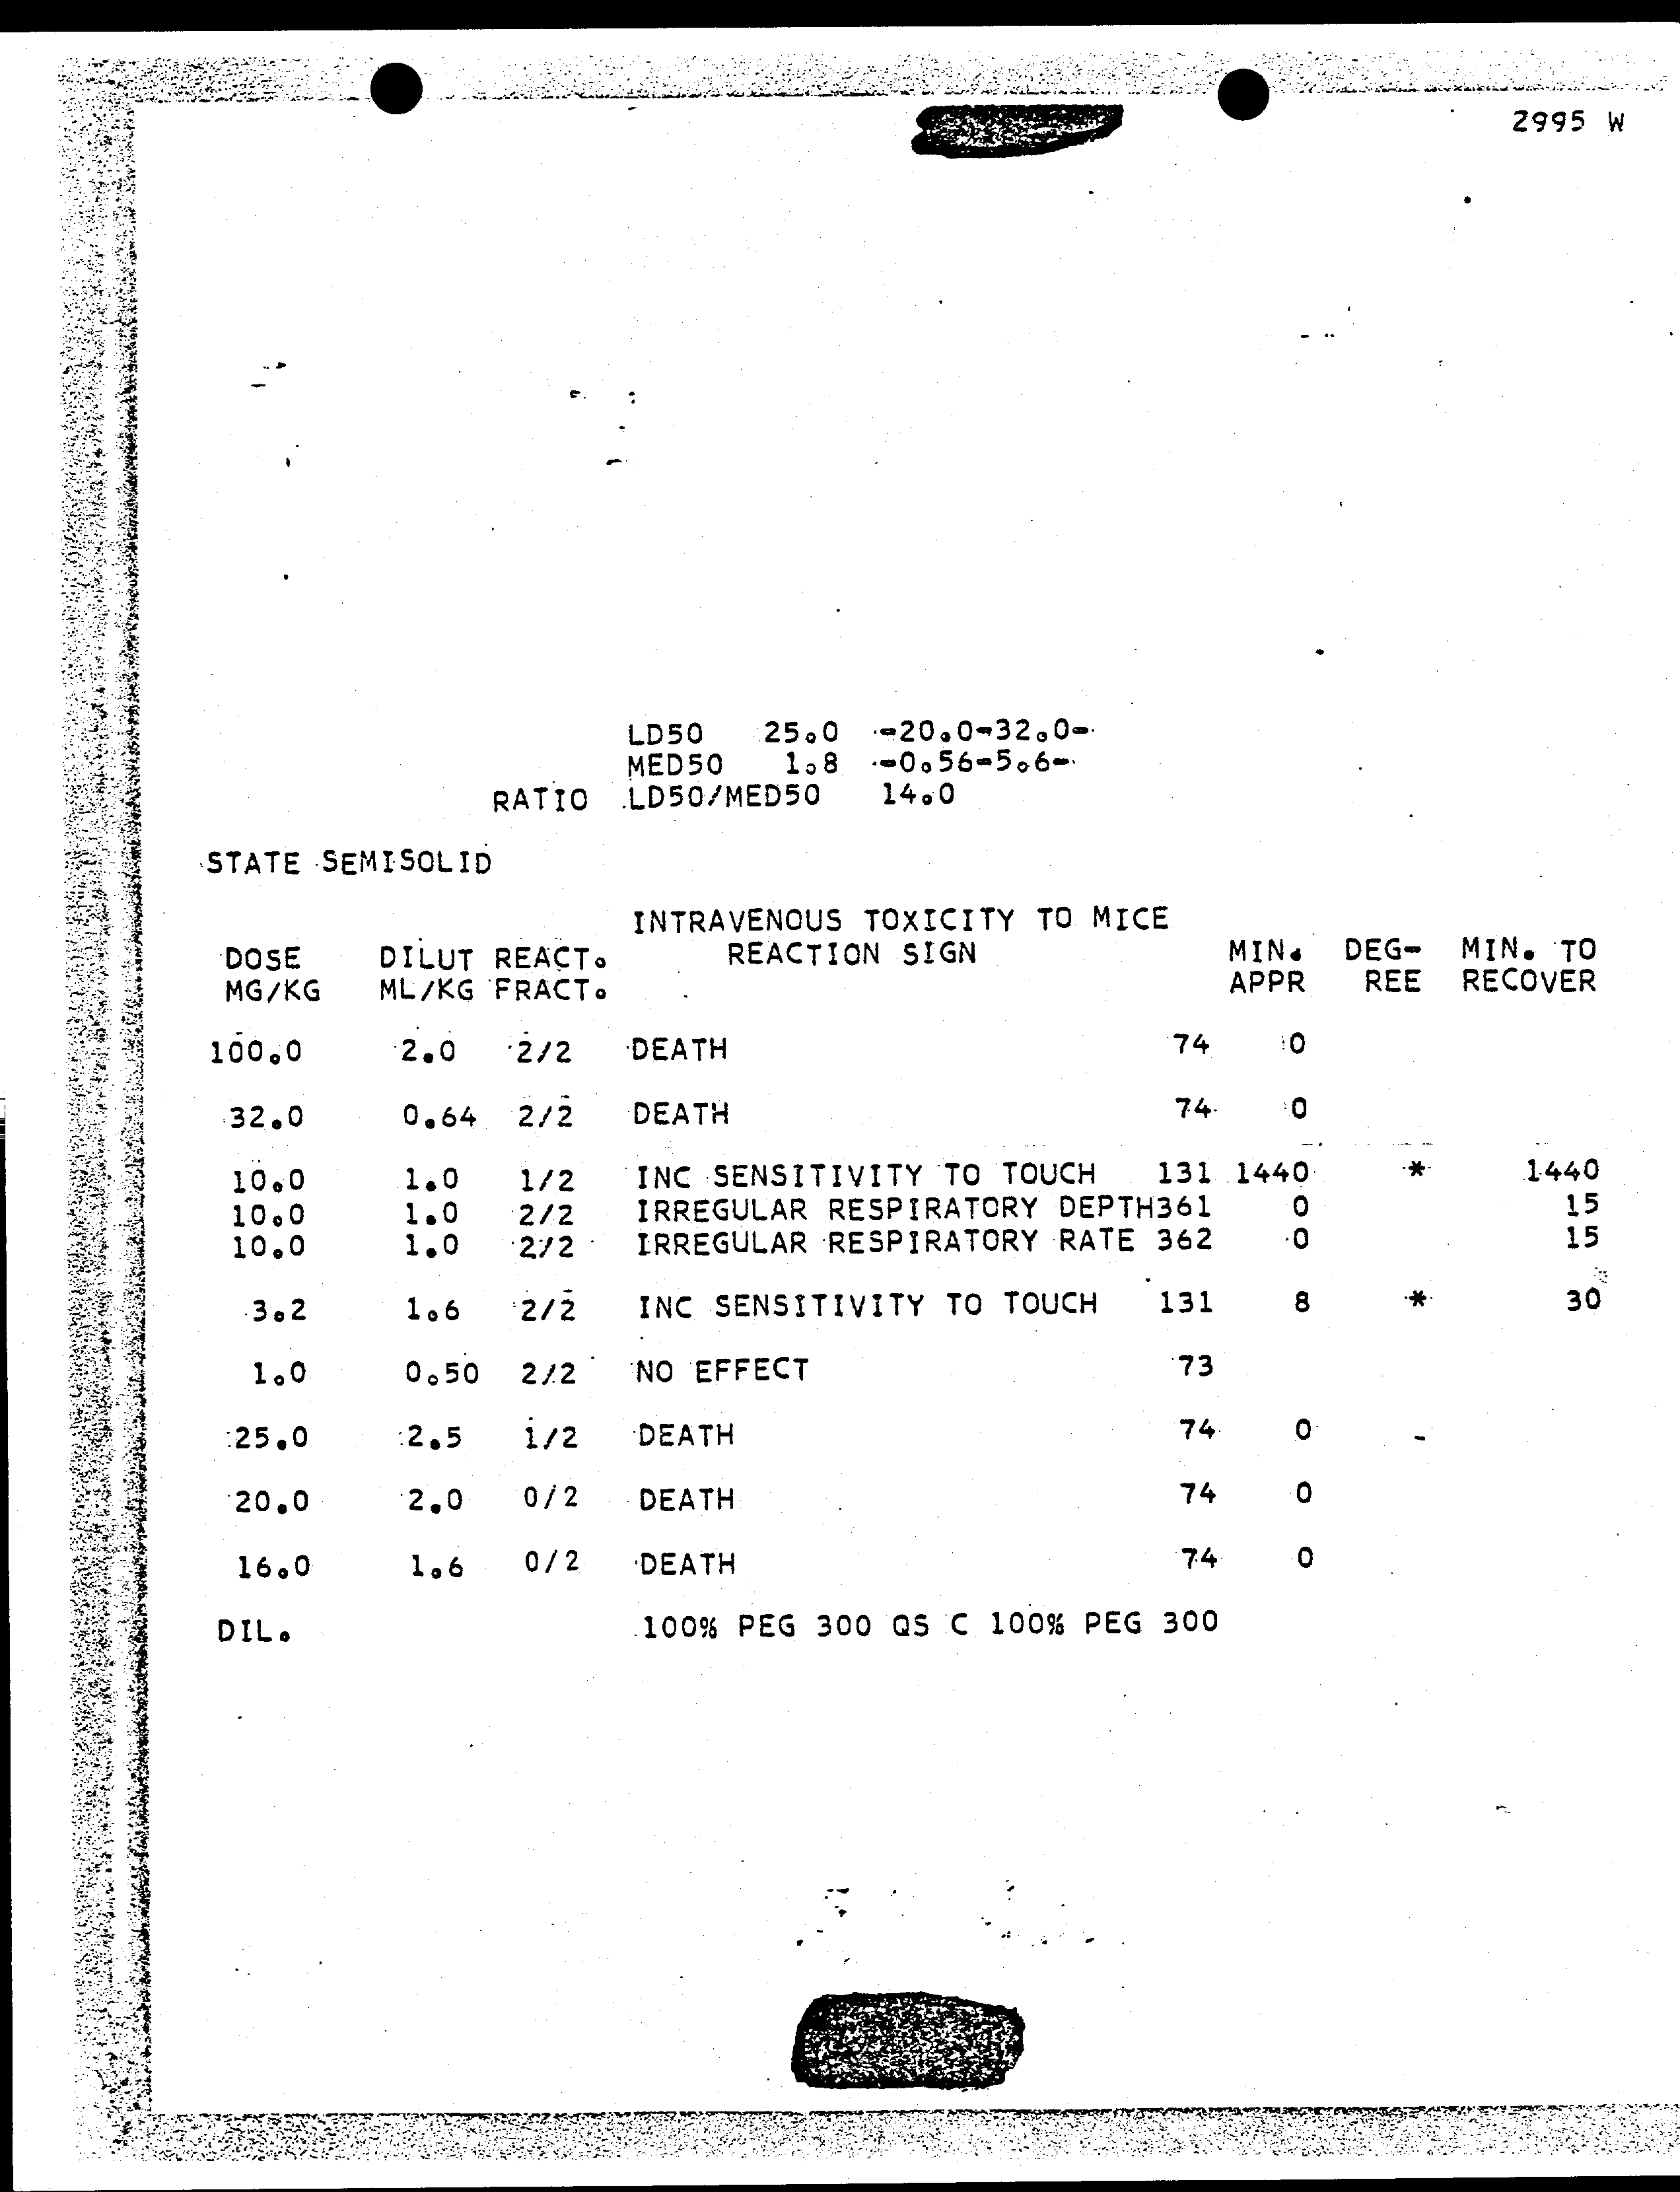 2995 W
LD50 25.0 -20.0-32.0-
MED50 1.8 -0.56-5.6-
RATIO LD50/MED50 14.0
STATE SEMISOLID
INTRAVENOUS TOXICITY TO MICE
DOSE DILUT REACT. REACTION SIGN MIN. DEG- MIN. TO
MG/KG ML/KG FRACT. APPR REE RECOVER
100.0 2.0 2/2 DEATH 74 0
32.0 0.64 2/2 DEATH 74 0
10.0 1.0 1/2 INC SENSITIVITY TO TOUCH 131 1440 * 1440
10.0 1.0 2/2 IRREGULAR RESPIRATORY DEPTH361 0 15
10.0 1.0 2/2 IRREGULAR RESPIRATORY RATE 362 0 15
3.2 1.6 2/2 INC SENSITIVITY TO TOUCH 131 8 * 30
1.0 0.50 2/2 NO EFFECT 73
25.0 2.5 1/2 DEATH 74 0
20.0 2.0 0/2 DEATH 74 0
16.0 1.6 0/2 DEATH 74 0
DIL. 100% PEG 300 QS C 100% PEG 300